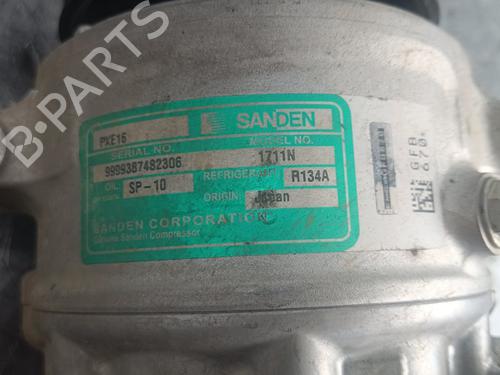 B-PARTS
SANDEN
PXE16
SERIAL NO. MODEL NO.
9999387482306 1711N
OIL SP-10 REFRIGERANT R134A
ORIGIN Japan
SANDEN CORPORATION
Genuine Sanden Compressor
GFB
670